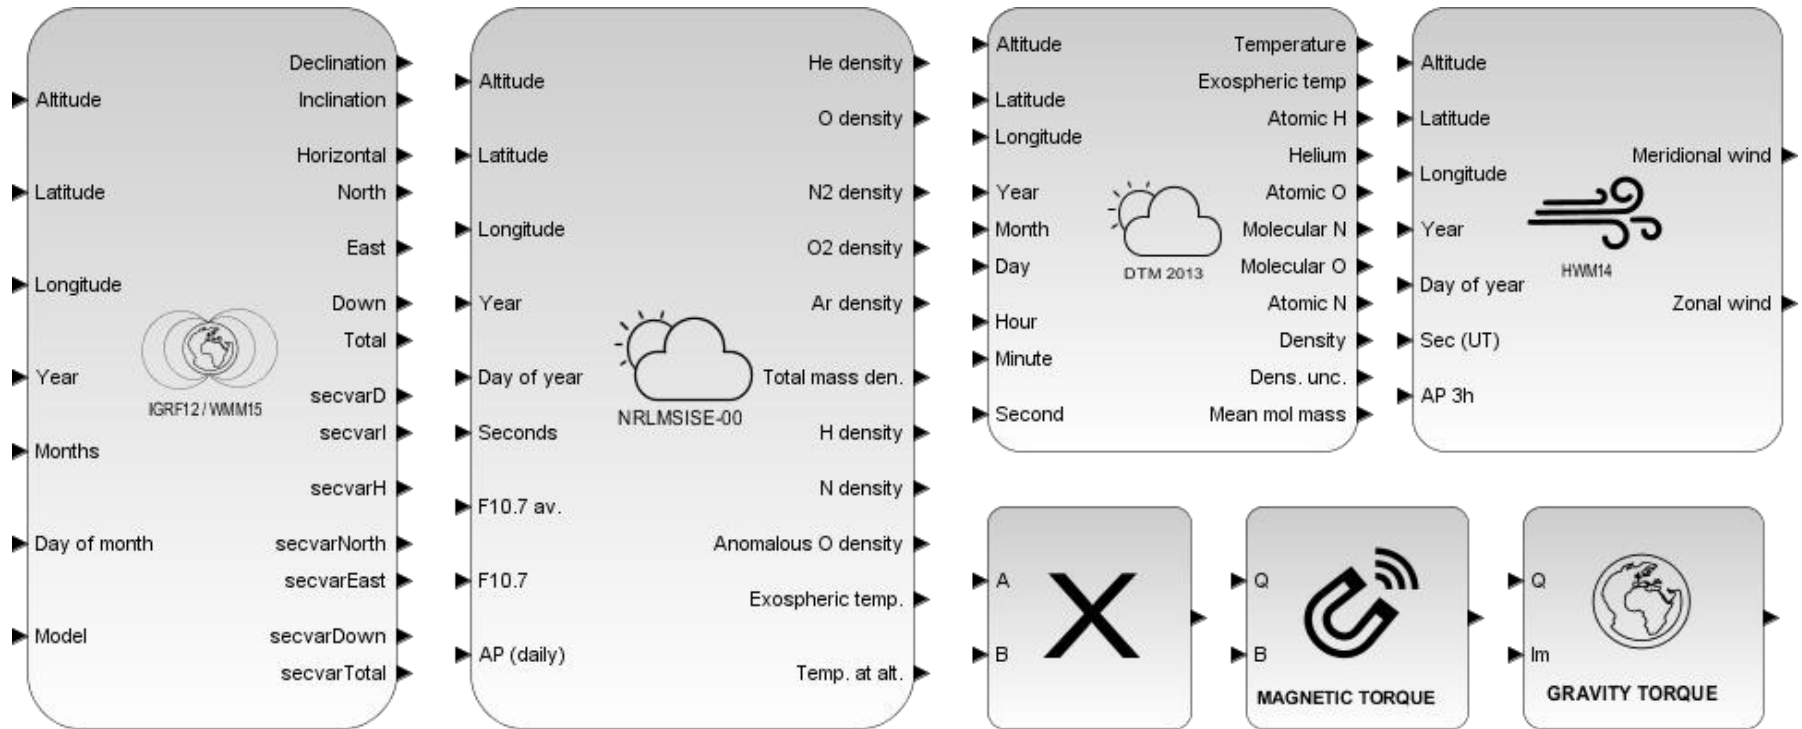 Altitude
Latitude
Longitude
Year
Months
Day of month
Model
IGRF12 / WMM15
Declination
Inclination
Horizontal
North
East
Down
Total
secvarD
secvarI
secvarH
secvarNorth
secvarEast
secvarDown
secvarTotal
Altitude
Latitude
Longitude
Year
Day of year
Seconds
F10.7 av.
F10.7
AP (daily)
NRLMSISE-00
He density
O density
N2 density
O2 density
Ar density
Total mass den.
H density
N density
Anomalous O density
Exospheric temp.
Temp. at alt.
Altitude
Latitude
Longitude
Year
Month
Day
Hour
Minute
Second
DTM 2013
Temperature
Exospheric temp
Atomic H
Helium
Atomic O
Molecular N
Molecular O
Atomic N
Density
Dens. unc.
Mean mol mass
Altitude
Latitude
Longitude
Year
Day of year
Sec (UT)
AP 3h
HWM14
Meridional wind
Zonal wind
A
B
X
Q
B
MAGNETIC TORQUE
Q
Im
GRAVITY TORQUE